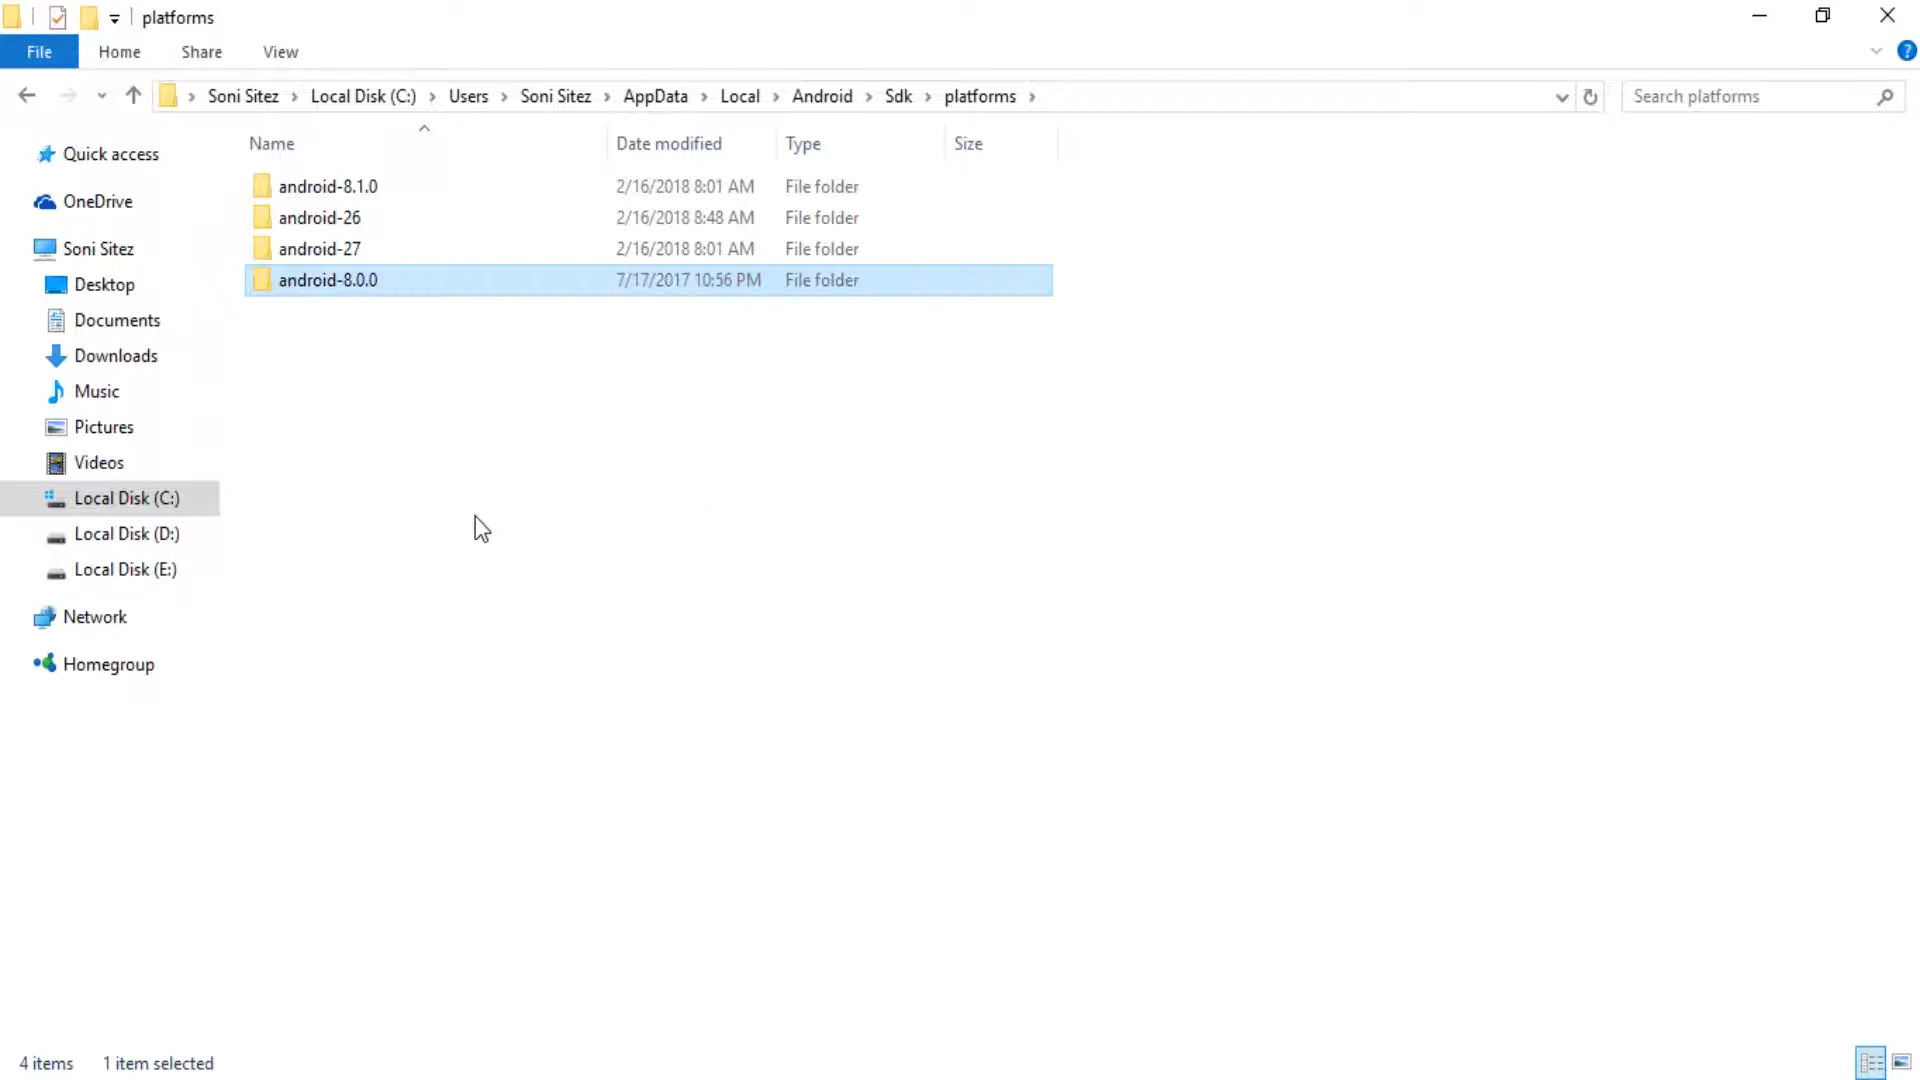 platforms
File Home Share View
Soni Sitez Local Disk (C:) Users Soni Sitez AppData Local Android Sdk platforms Search platforms
Name Date modified Type Size
Quick access
OneDrive
Soni Sitez
Desktop
Documents
Downloads
Music
Pictures
Videos
Local Disk (C:)
Local Disk (D:)
Local Disk (E:)
Network
Homegroup
android-8.1.0 2/16/2018 8:01 AM File folder
android-26 2/16/2018 8:48 AM File folder
android-27 2/16/2018 8:01 AM File folder
android-8.0.0 7/17/2017 10:56 PM File folder
4 items 1 item selected